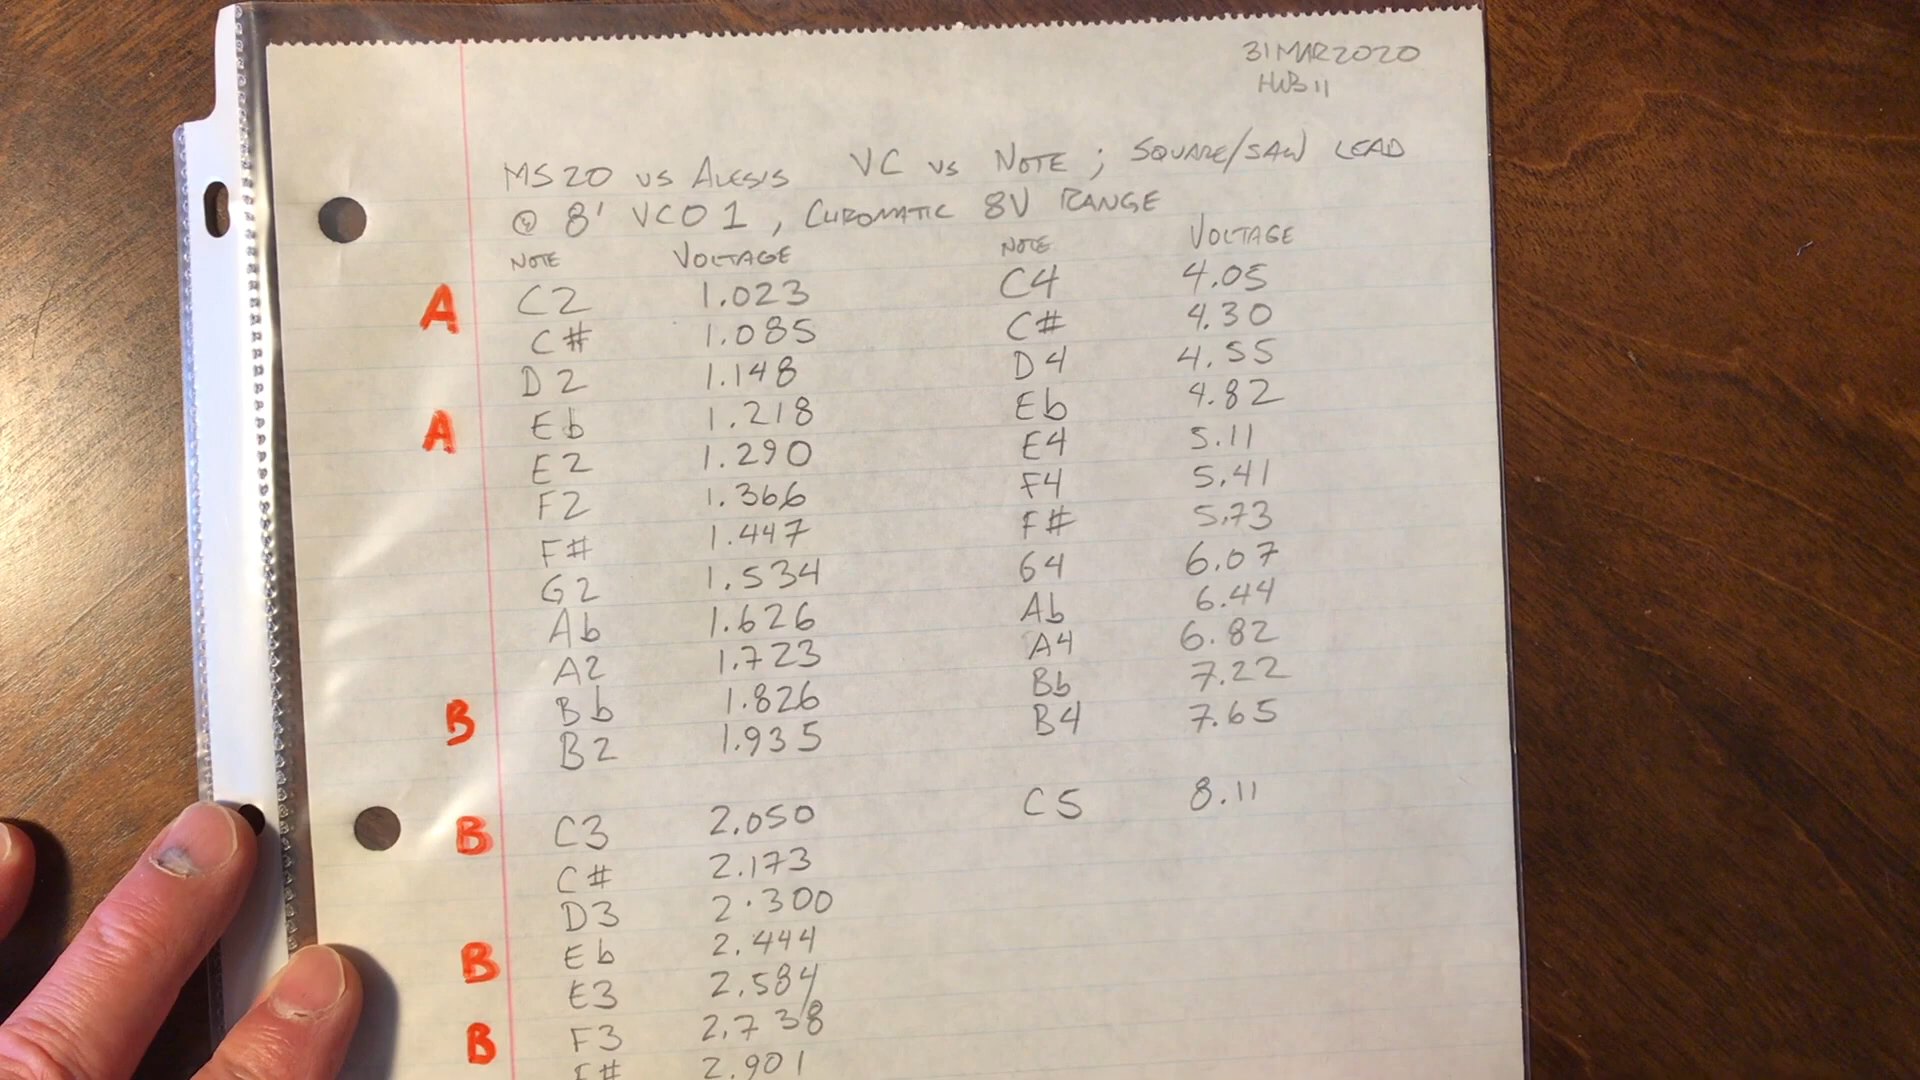 31 MAR 2020
HWB 11
MS20 vs ALESIS VC vs NOTE ; SQUARE/SAW LEAD
@ 8' VCO 1 , CHROMATIC 8V RANGE
NOTE VOLTAGE NOTE VOLTAGE
A C2 1.023 C4 4.05
C# 1.085 C# 4.30
D2 1.148 D4 4.55
A Eb 1.218 Eb 4.82
E2 1.290 E4 5.11
F2 1.366 F4 5.41
F# 1.447 F# 5.73
G2 1.534 G4 6.07
Ab 1.626 Ab 6.44
A2 1.723 A4 6.82
B Bb 1.826 Bb 7.22
B2 1.935 B4 7.65
B C3 2.050 C5 8.11
C# 2.173
D3 2.300
B Eb 2.444
E3 2.584
B F3 2.738
F# 2.901